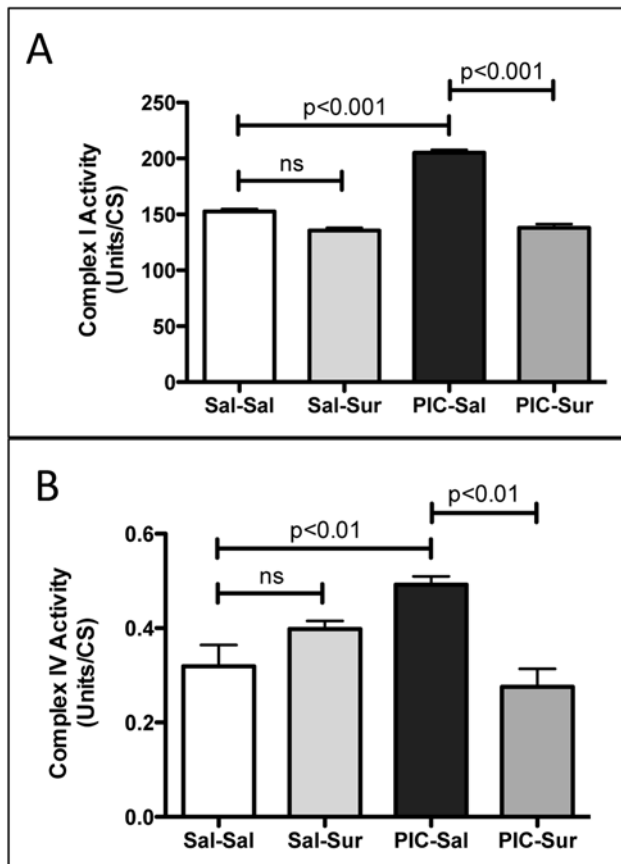 A
p<0.001
p<0.001
ns
250
200
150
100
50
0
Complex I Activity
(Units/CS)
Sal-Sal Sal-Sur PIC-Sal PIC-Sur
B
p<0.01
p<0.01
ns
0.6
0.4
0.2
0.0
Complex IV Activity
(Units/CS)
Sal-Sal Sal-Sur PIC-Sal PIC-Sur